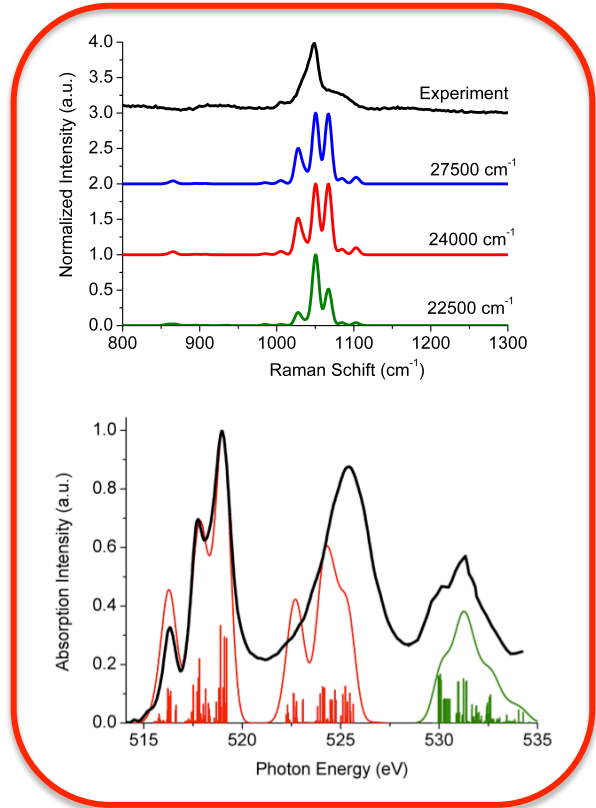 4.0
3.5
3.0
2.5
2.0
1.5
1.0
0.5
0.0
Normalized Intensity (a.u.)
Experiment
27500 cm-1
24000 cm-1
22500 cm-1
800 900 1000 1100 1200 1300
Raman Schift (cm-1)
1.0
0.8
0.6
0.4
0.2
0.0
Absorption Intensity (a.u.)
515 520 525 530 535
Photon Energy (eV)